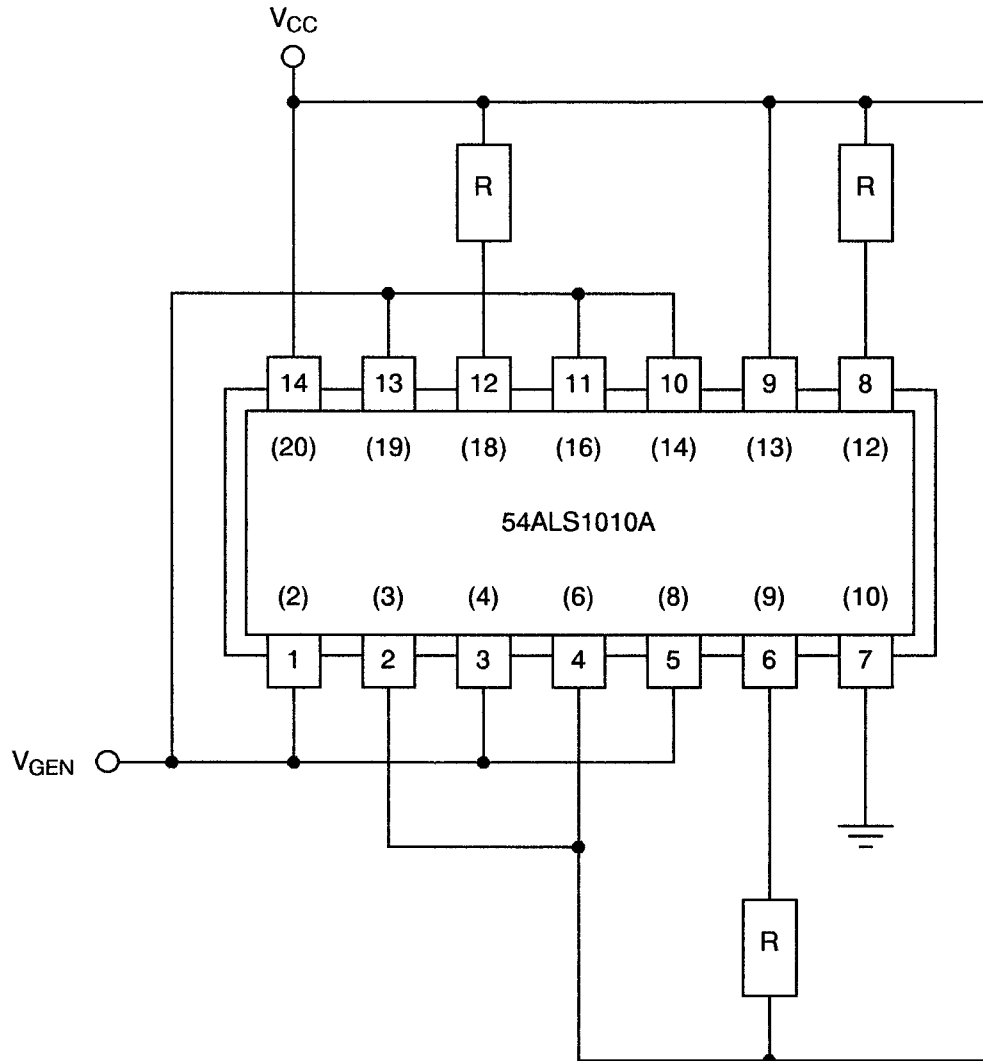 VCC
R R
14 13 12 11 10 9 8
(20) (19) (18) (16) (14) (13) (12)
54ALS1010A
(2) (3) (4) (6) (8) (9) (10)
1 2 3 4 5 6 7
VGEN
R